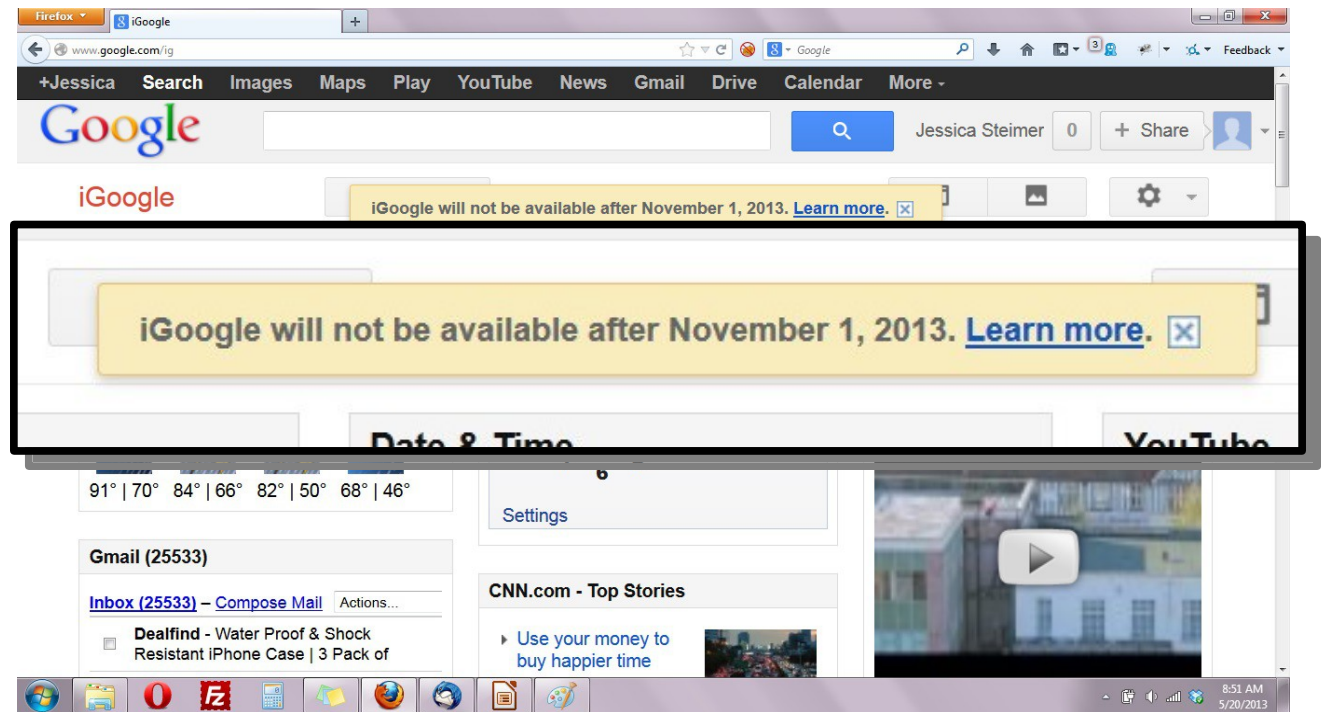 Firefox
iGoogle
www.google.com/ig
Google
3
Feedback
+Jessica Search Images Maps Play YouTube News Gmail Drive Calendar More
Google
Jessica Steimer 0 + Share
iGoogle
iGoogle will not be available after November 1, 2013. Learn more.
iGoogle will not be available after November 1, 2013. Learn more.
Date & Time
YouTube
91° | 70° 84° | 66° 82° | 50° 68° | 46°
6
Settings
Gmail (25533)
Inbox (25533) – Compose Mail Actions...
Dealfind - Water Proof & Shock
Resistant iPhone Case | 3 Pack of
CNN.com - Top Stories
Use your money to
buy happier time
8:51 AM
5/20/2013